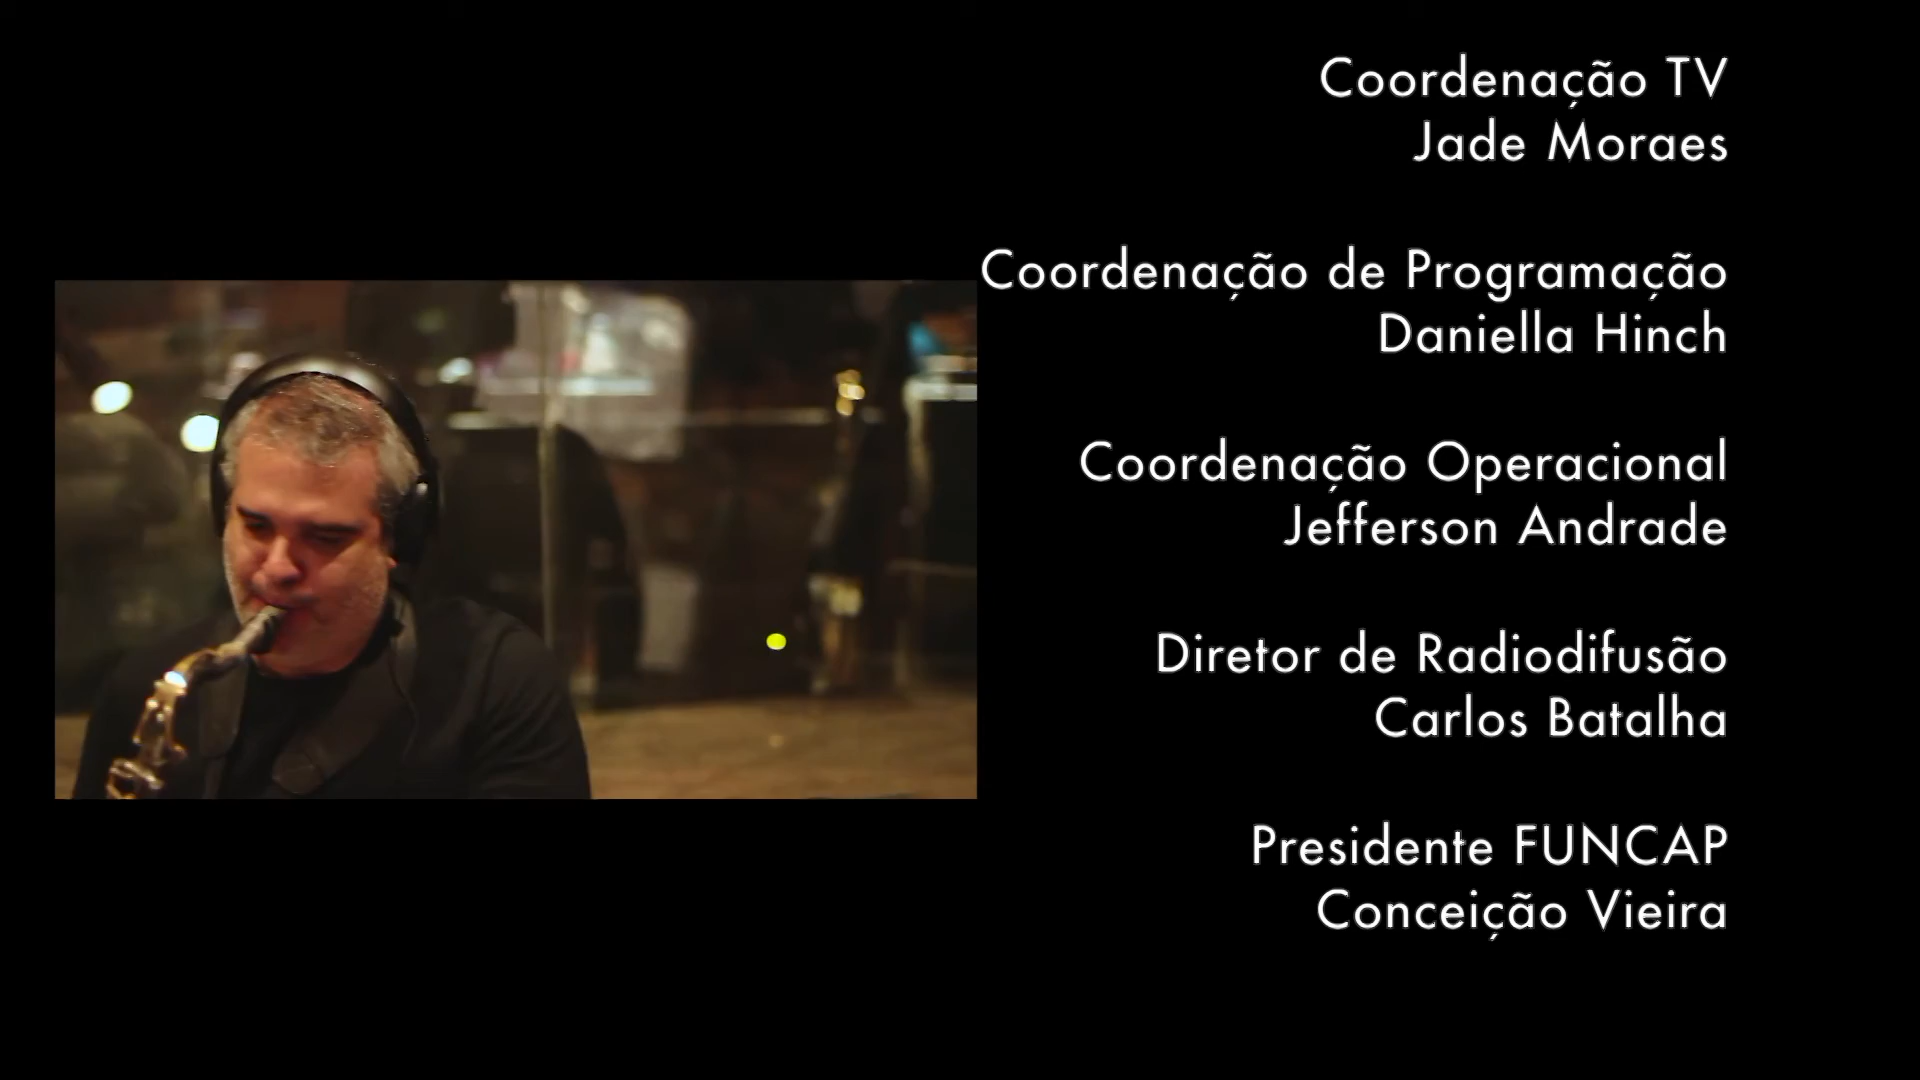 Coordenação TV
Jade Moraes
Coordenação de Programação
Daniella Hinch
Coordenação Operacional
Jefferson Andrade
Diretor de Radiodifusão
Carlos Batalha
Presidente FUNCAP
Conceição Vieira